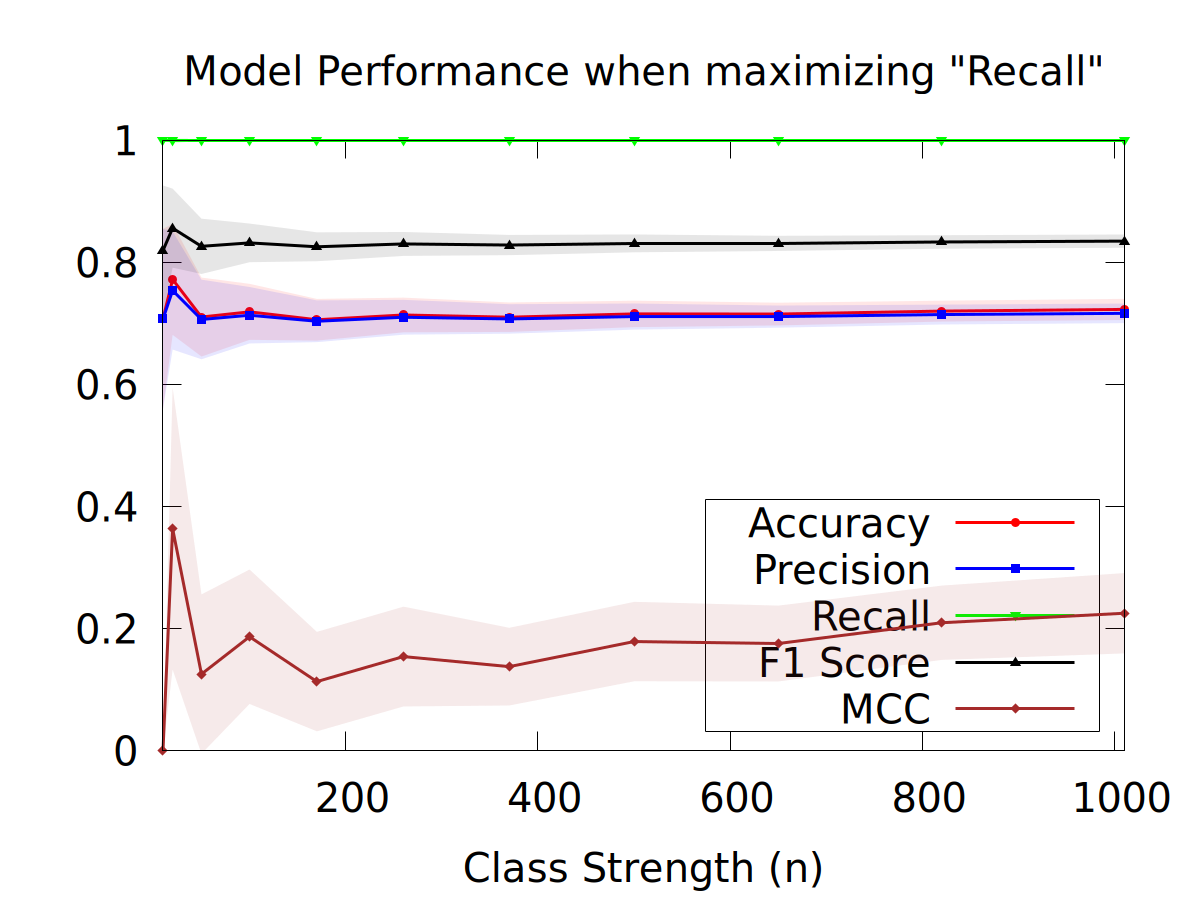 Model Performance when maximizing "Recall"
1
0.8
0.6
0.4
0.2
0
Accuracy
Precision
Recall
F1 Score
MCC
200 400 600 800 1000
Class Strength (n)